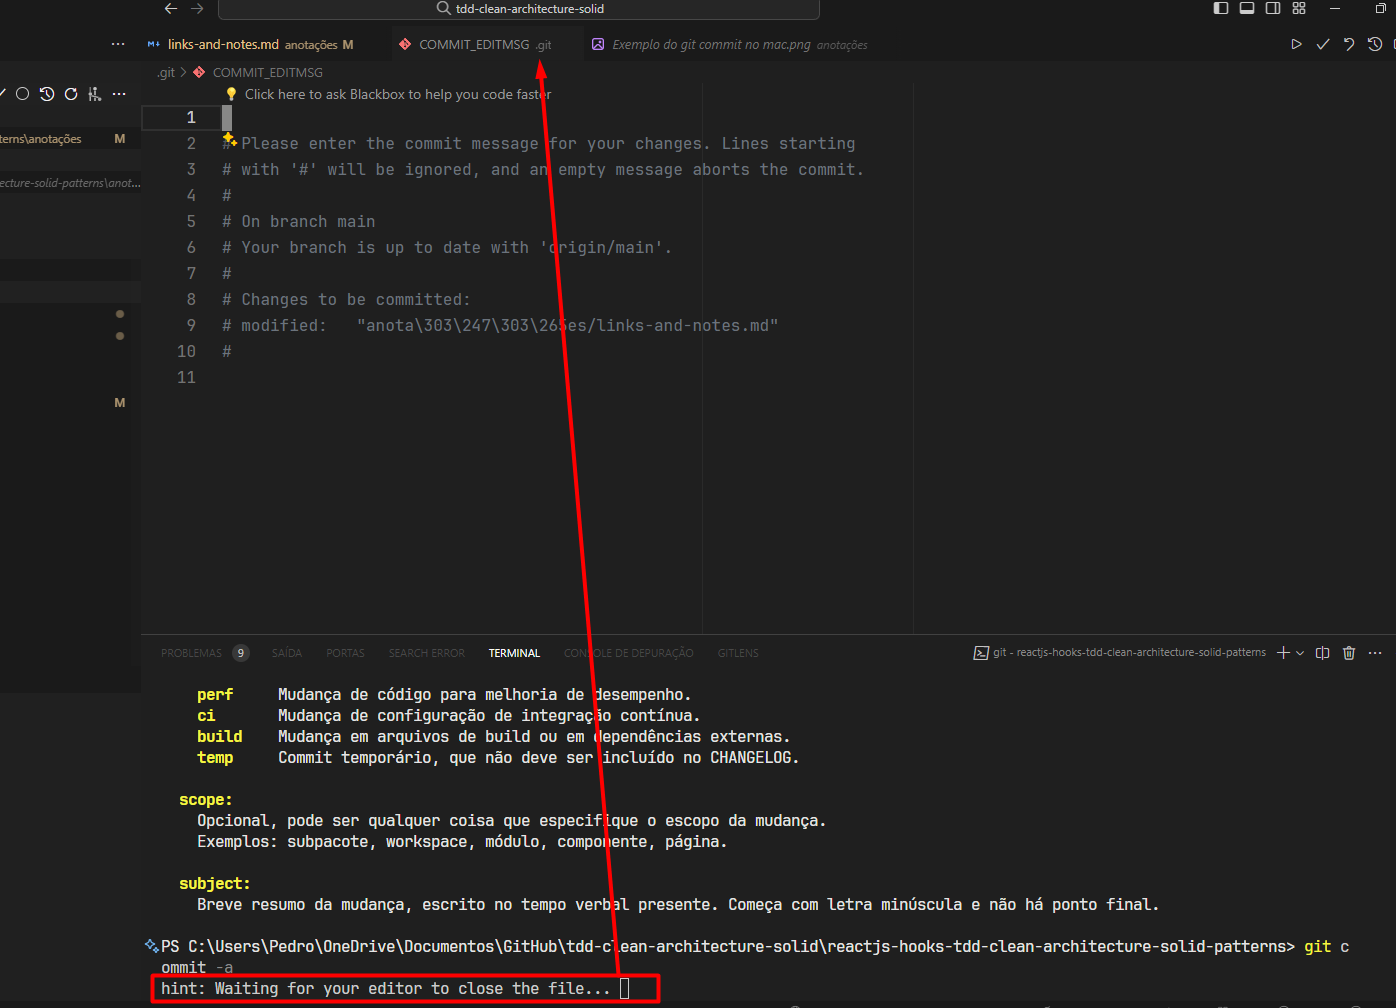 tdd-clean-architecture-solid
links-and-notes.md anotações M
COMMIT_EDITMSG .git
Exemplo do git commit no mac.png anotações
.git > COMMIT_EDITMSG
Click here to ask Blackbox to help you code faster
1
2 # Please enter the commit message for your changes. Lines starting
3 # with '#' will be ignored, and an empty message aborts the commit.
4 #
5 # On branch main
6 # Your branch is up to date with 'origin/main'.
7 #
8 # Changes to be committed:
9 # modified: "anota\303\247\303\265es/links-and-notes.md"
10 #
11
terns\anotações M
ecture-solid-patterns\anot...
M
PROBLEMAS 9 SAÍDA PORTAS SEARCH ERROR TERMINAL CONSOLE DE DEPURAÇÃO GITLENS
git - reactjs-hooks-tdd-clean-architecture-solid-patterns
perf Mudança de código para melhoria de desempenho.
ci Mudança de configuração de integração contínua.
build Mudança em arquivos de build ou em dependências externas.
temp Commit temporário, que não deve ser incluído no CHANGELOG.
scope:
Opcional, pode ser qualquer coisa que especifique o escopo da mudança.
Exemplos: subpacote, workspace, módulo, componente, página.
subject:
Breve resumo da mudança, escrito no tempo verbal presente. Começa com letra minúscula e não há ponto final.
PS C:\Users\Pedro\OneDrive\Documentos\GitHub\tdd-clean-architecture-solid\reactjs-hooks-tdd-clean-architecture-solid-patterns> git c
ommit -a
hint: Waiting for your editor to close the file...